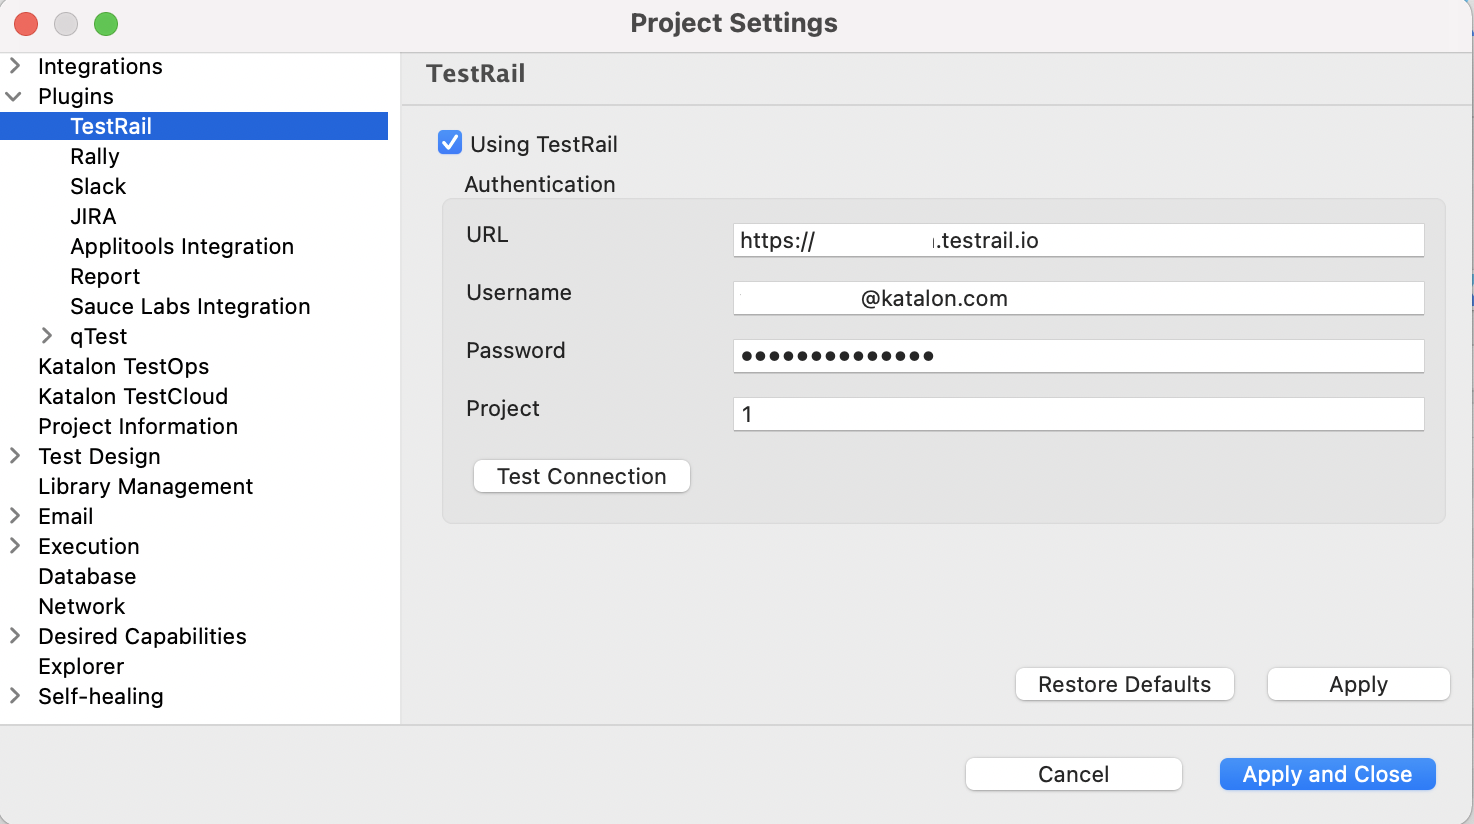 Project Settings
Integrations
Plugins
TestRail
Rally
Slack
JIRA
Applitools Integration
Report
Sauce Labs Integration
qTest
Katalon TestOps
Katalon TestCloud
Project Information
Test Design
Library Management
Email
Execution
Database
Network
Desired Capabilities
Explorer
Self-healing
TestRail
Using TestRail
Authentication
URL
https:// .testrail.io
Username
@katalon.com
Password
••••••••••••••
Project
1
Test Connection
Restore Defaults
Apply
Cancel
Apply and Close